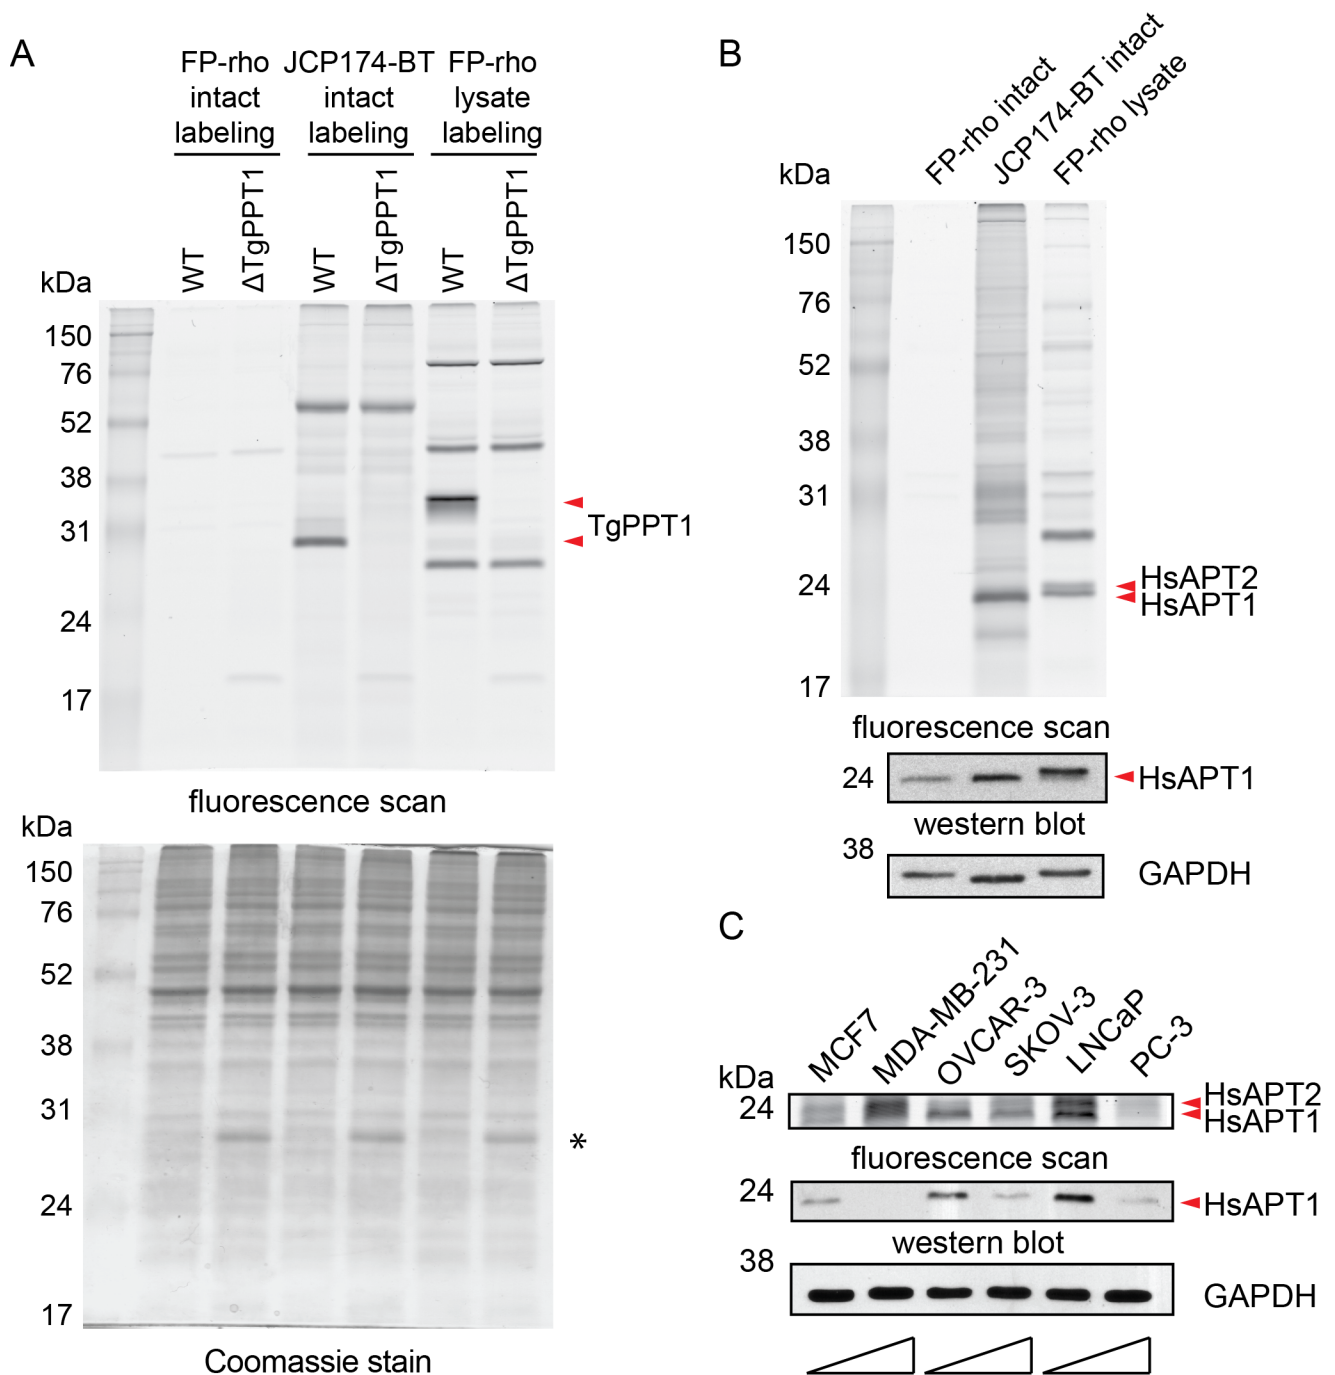 A
FP-rho JCP174-BT FP-rho
intact intact lysate
labeling labeling labeling
WT
ΔTgPPT1
WT
ΔTgPPT1
WT
ΔTgPPT1
kDa
150
76
52
38
31
24
17
TgPPT1
fluorescence scan
kDa
150
76
52
38
31
24
17
*
Coomassie stain
B
FP-rho intact
JCP174-BT intact
FP-rho lysate
kDa
150
76
52
38
31
24
17
HsAPT2
HsAPT1
fluorescence scan
24
HsAPT1
western blot
38
GAPDH
C
MCF7
MDA-MB-231
OVCAR-3
SKOV-3
LNCaP
PC-3
kDa
24
HsAPT2
HsAPT1
fluorescence scan
24
HsAPT1
western blot
38
GAPDH